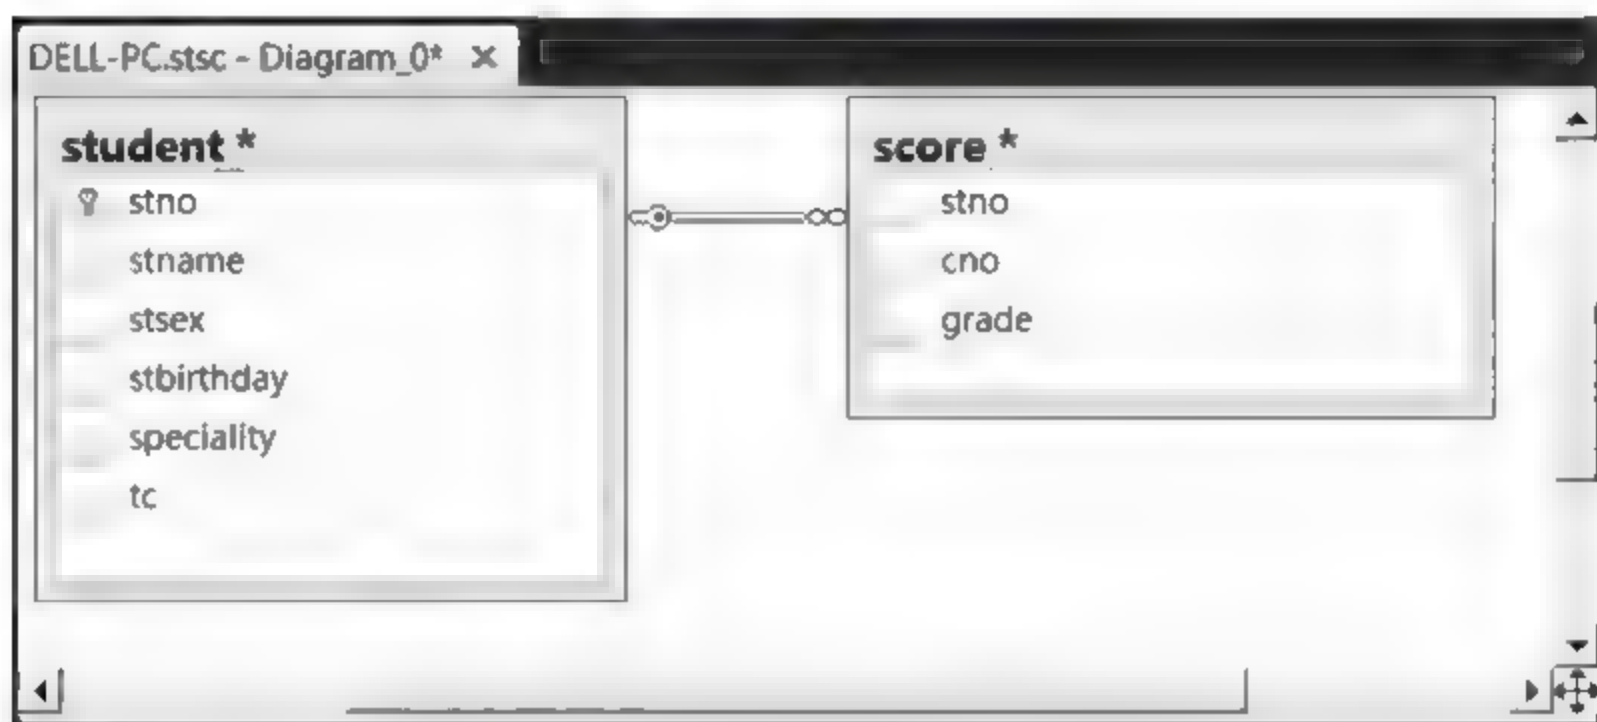 DELL-PC.stsc - Diagram_0* ×
student *
stno
stname
stsex
stbirthday
speciality
tc
score *
stno
cno
grade